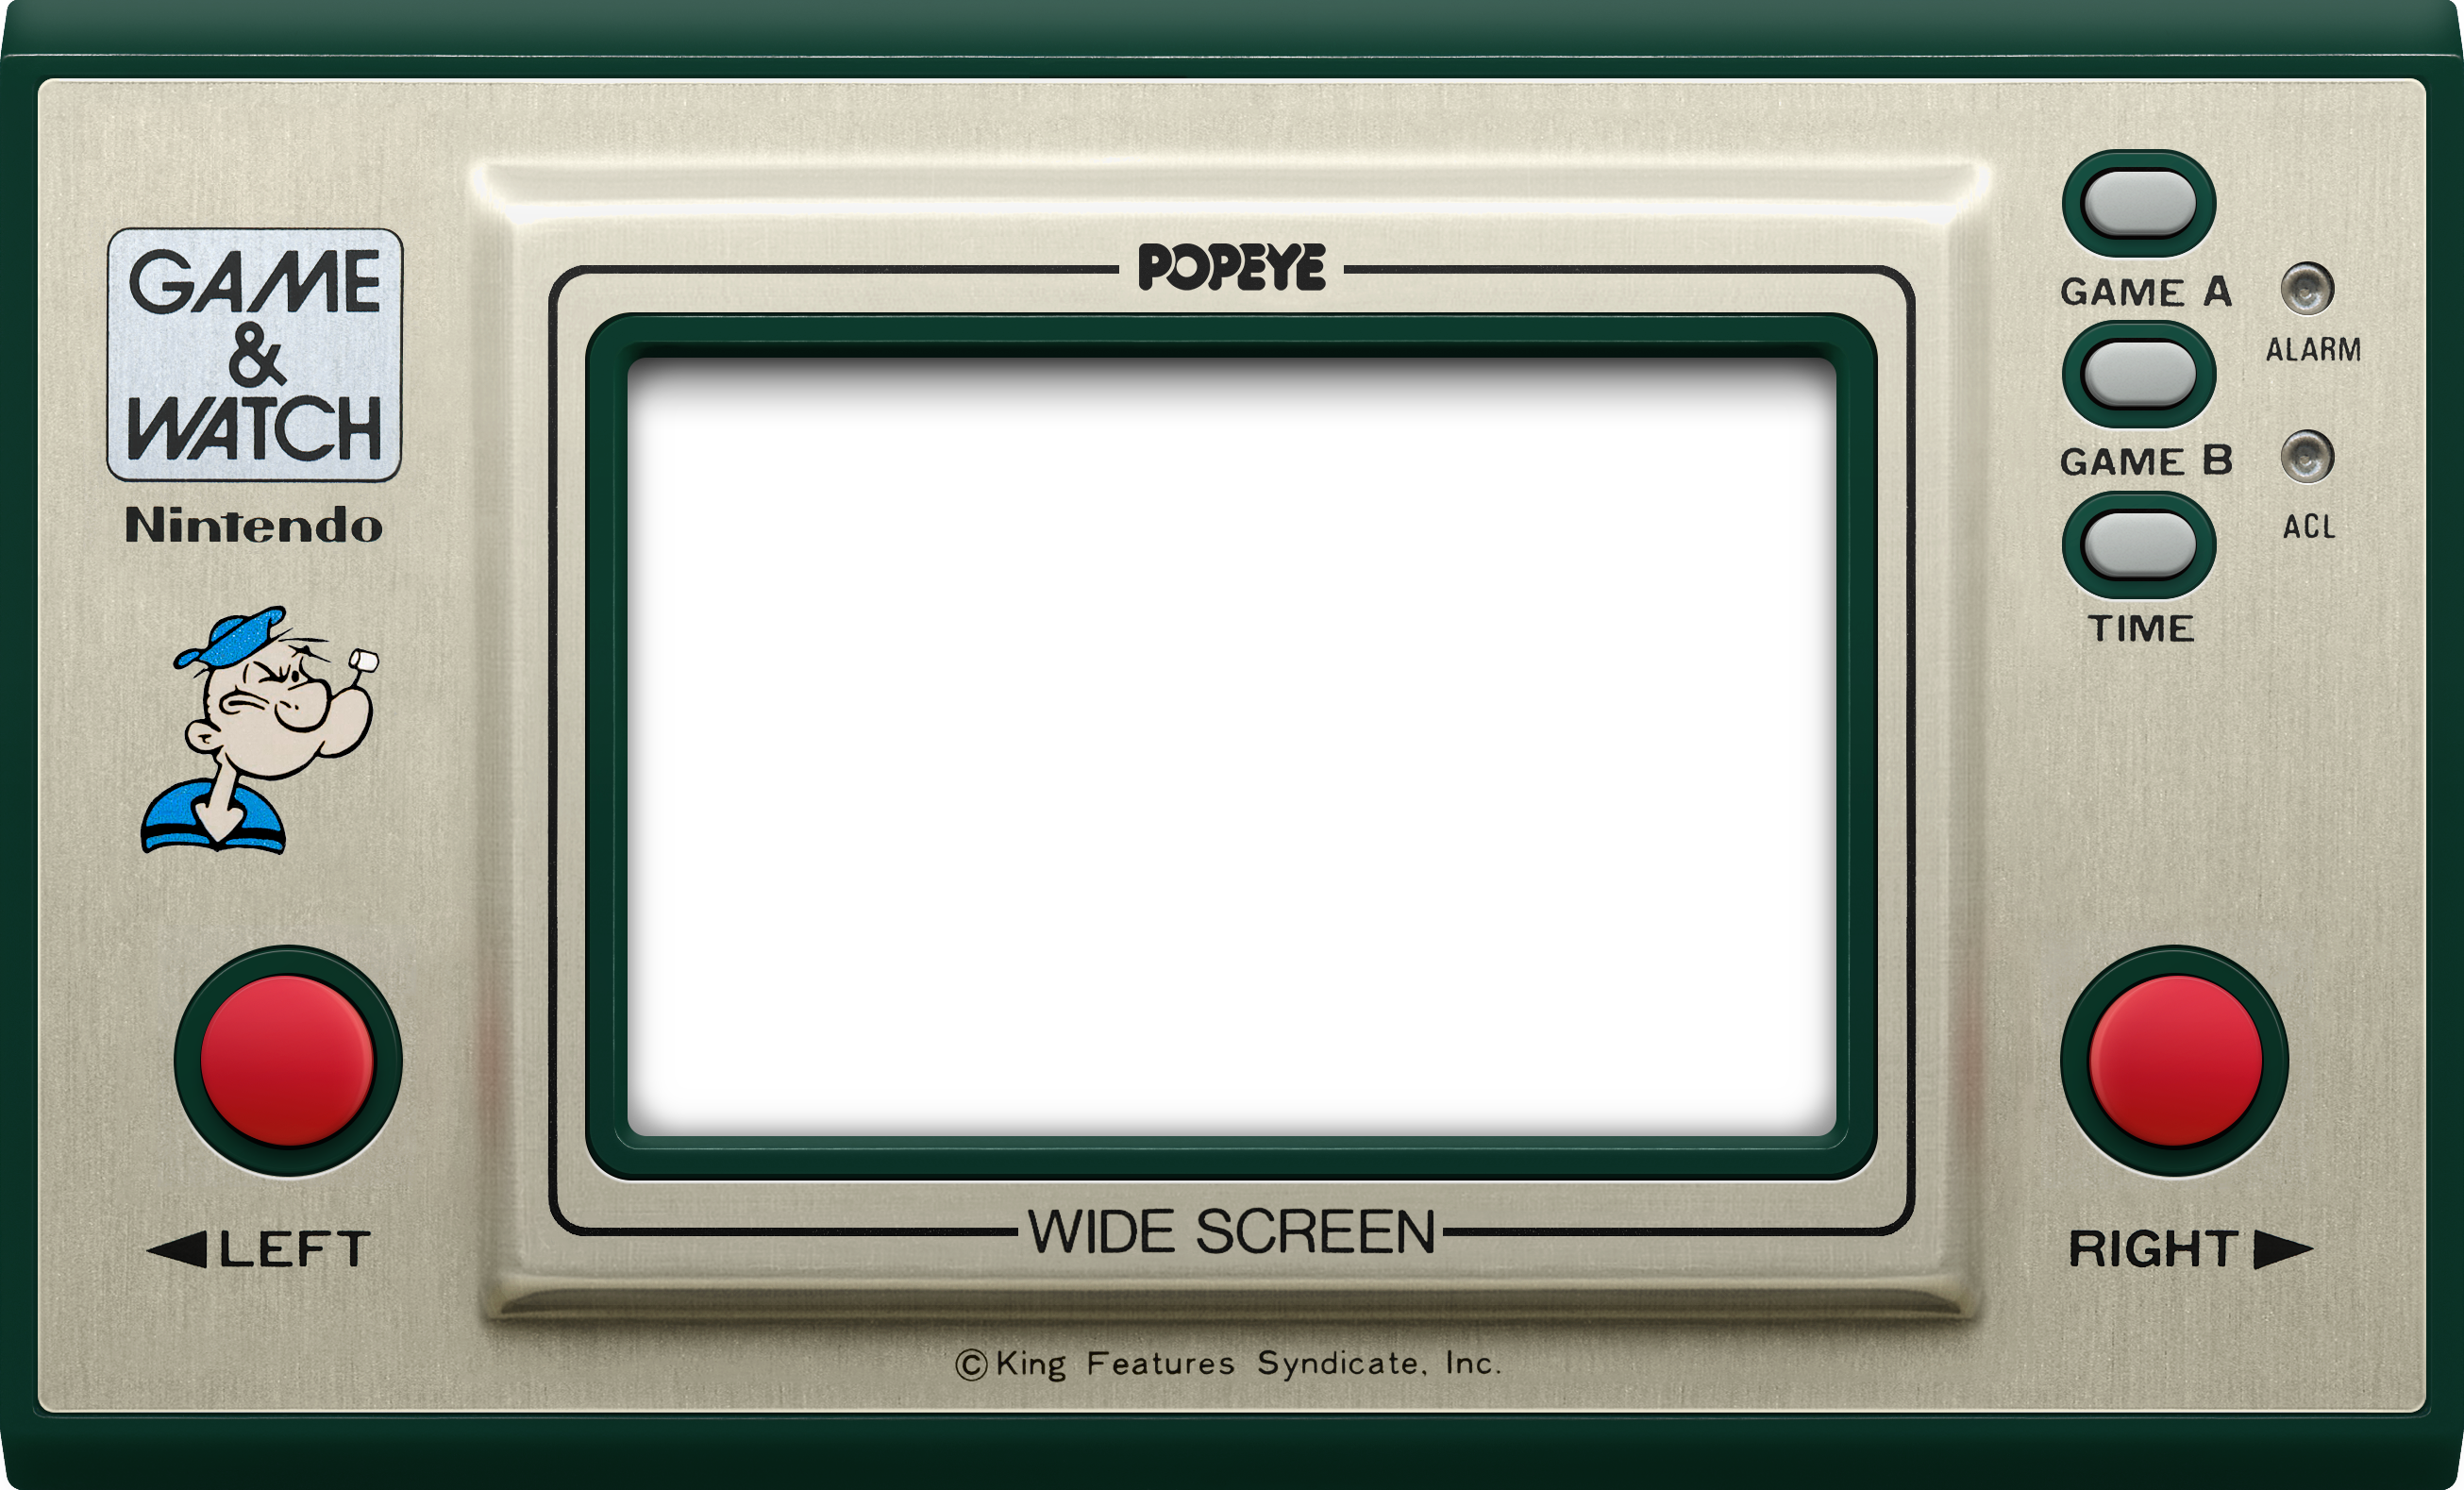 GAME
&
WATCH
Nintendo
POPEYE
GAME A
ALARM
GAME B
ACL
TIME
◀LEFT
WIDE SCREEN
RIGHT▶
©King Features Syndicate, Inc.